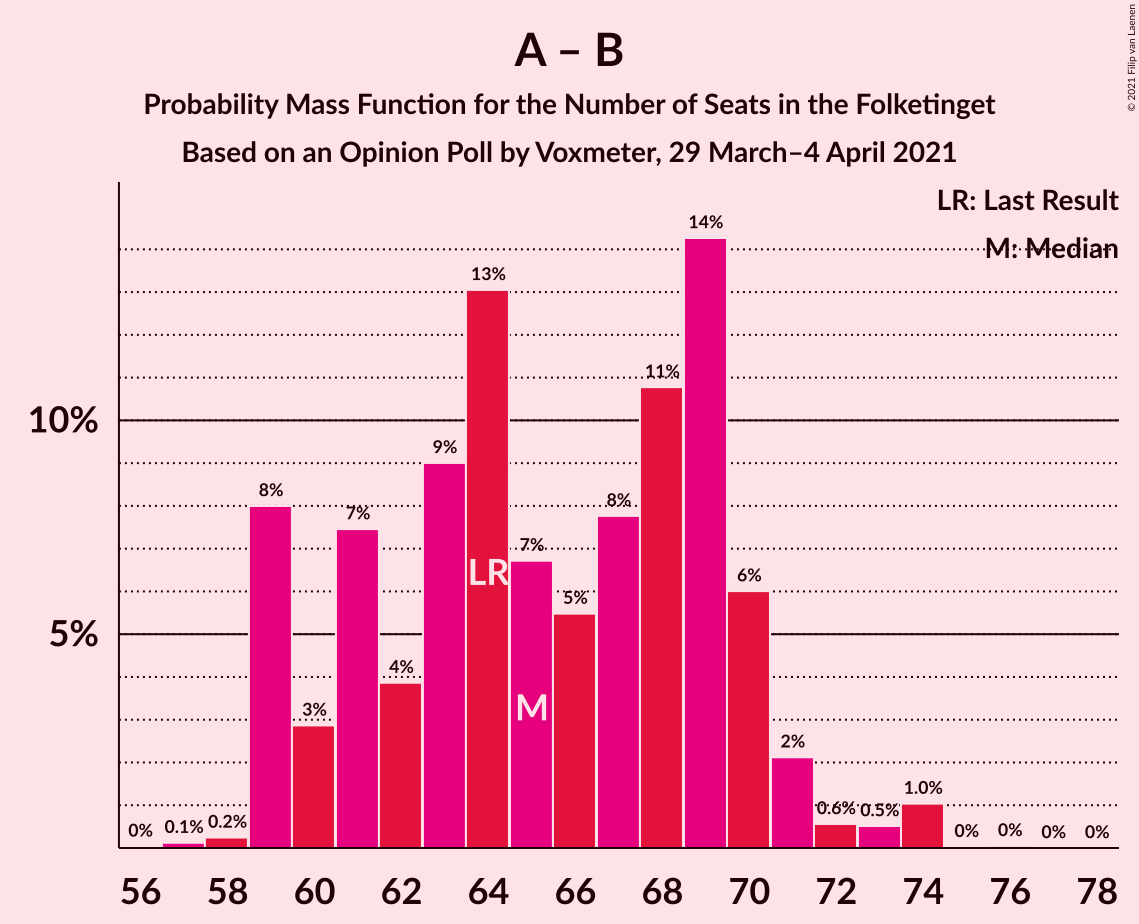 A – B
Probability Mass Function for the Number of Seats in the Folketinget
Based on an Opinion Poll by Voxmeter, 29 March–4 April 2021
© 2021 Filip van Laenen
LR: Last Result
M: Median
10%
5%
0% 0.1% 0.2% 8% 3% 7% 4% 9% 13% 7% 5% 8% 11% 14% 6% 2% 0.6% 0.5% 1.0% 0% 0% 0% 0%
LR
M
56 58 60 62 64 66 68 70 72 74 76 78